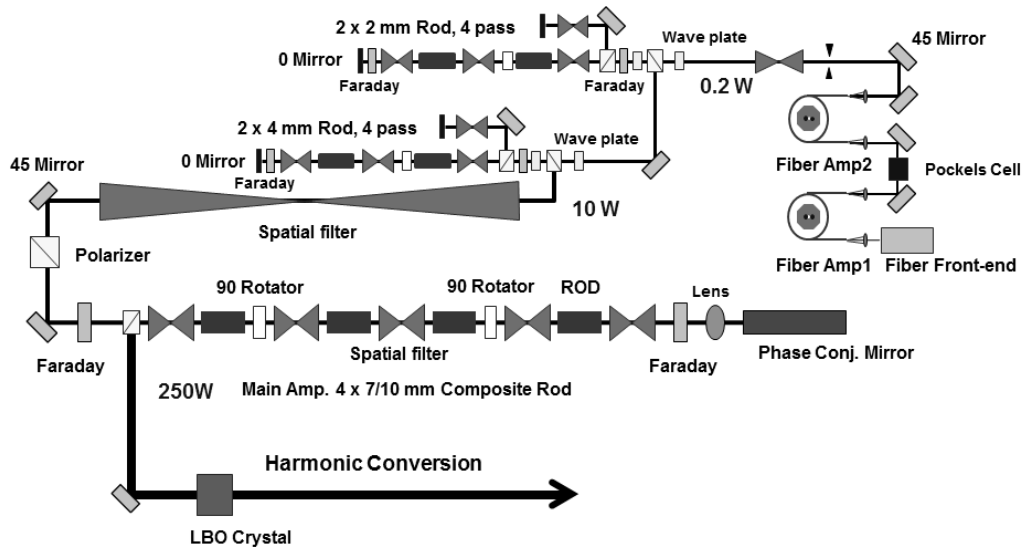 2 x 2 mm Rod, 4 pass
Wave plate
45 Mirror
0 Mirror
Faraday
Faraday
0.2 W
2 x 4 mm Rod, 4 pass
Wave plate
Fiber Amp2
Pockels Cell
45 Mirror
0 Mirror
Faraday
10 W
Spatial filter
Fiber Amp1
Fiber Front-end
Polarizer
90 Rotator
90 Rotator
ROD
Lens
Spatial filter
Faraday
Faraday
Phase Conj. Mirror
250W
Main Amp. 4 x 7/10 mm Composite Rod
Harmonic Conversion
LBO Crystal